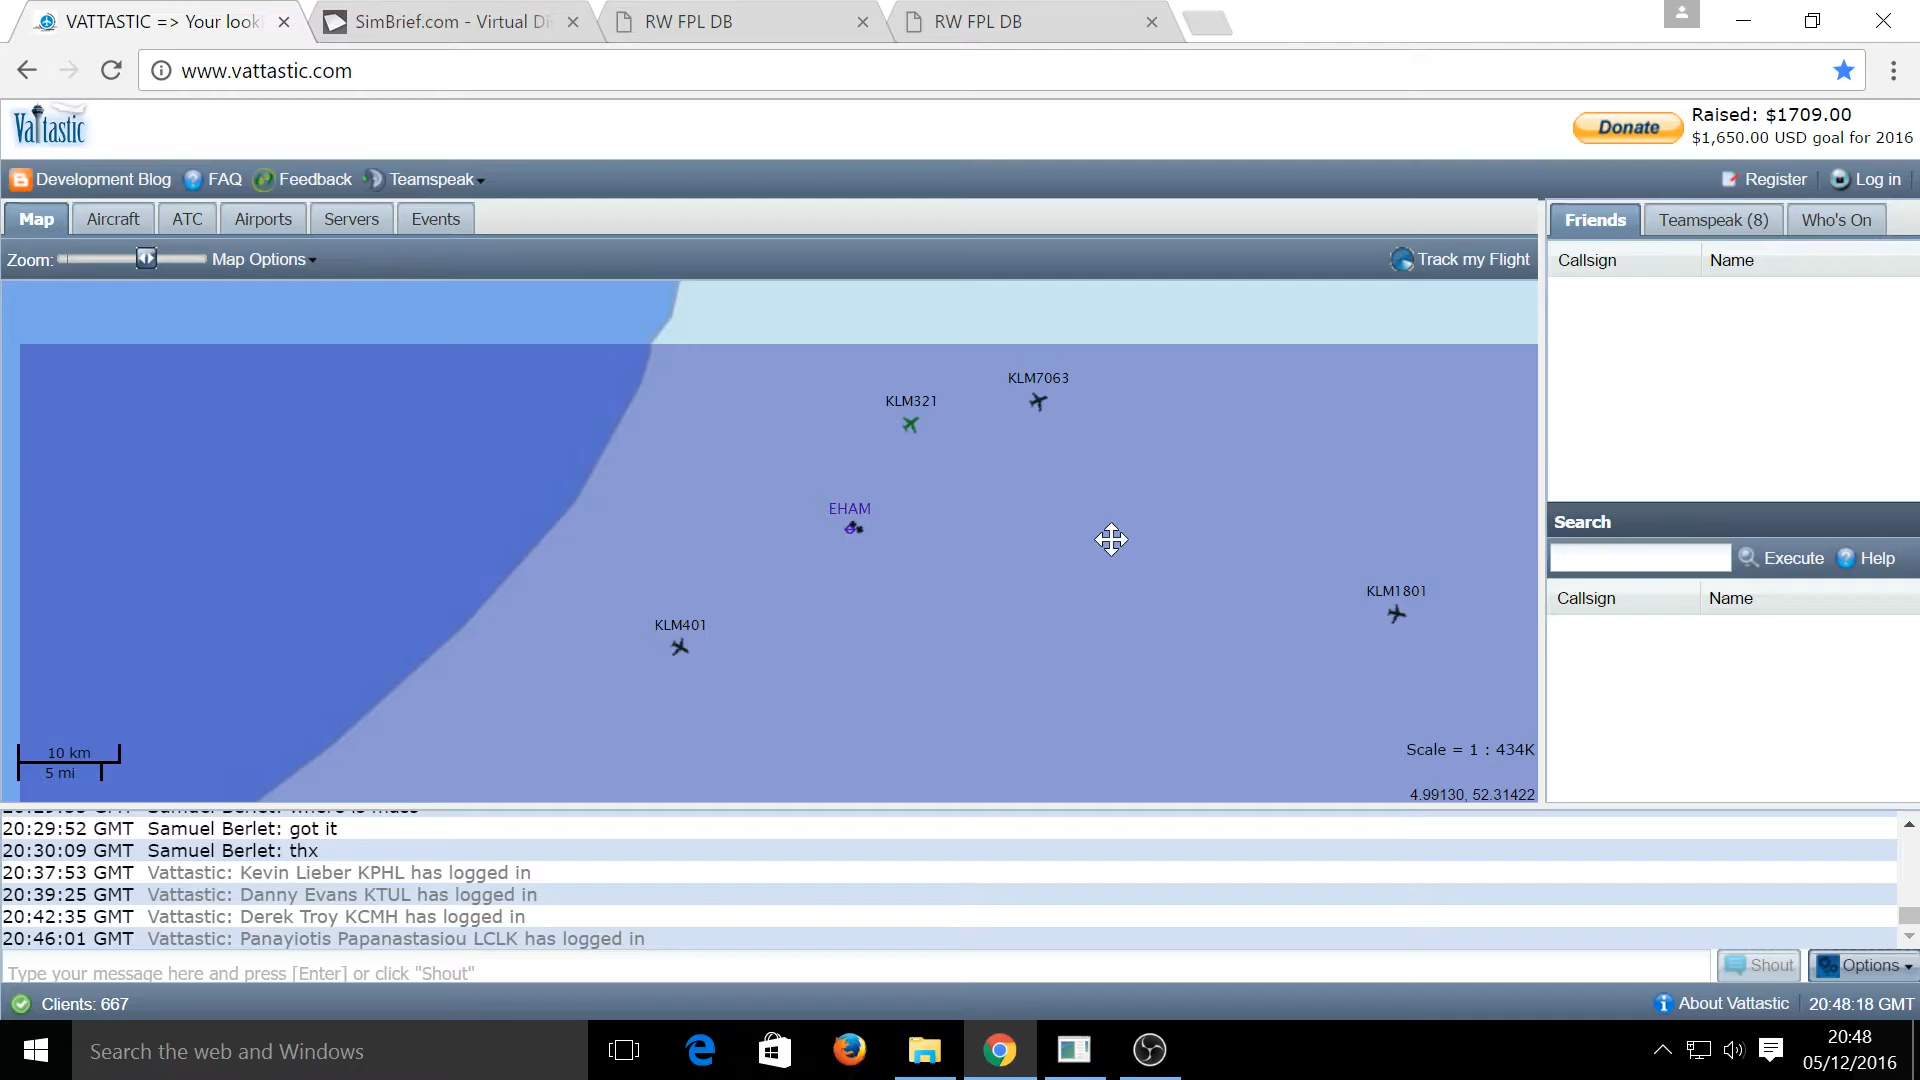 VATTASTIC => Your looki
SimBrief.com - Virtual Di
RW FPL DB
RW FPL DB
www.vattastic.com
Vattastic
Donate
Raised: $1709.00
$1,650.00 USD goal for 2016
Development Blog
FAQ
Feedback
Teamspeak
Register
Log in
Map
Aircraft
ATC
Airports
Servers
Events
Friends
Teamspeak (8)
Who's On
Zoom:
Map Options
Track my Flight
Callsign
Name
KLM7063
KLM321
EHAM
KLM1801
KLM401
10 km
5 mi
Scale = 1 : 434K
4.99130, 52.31422
Search
Execute
Help
Callsign
Name
20:29:52 GMT Samuel Berlet: got it
20:30:09 GMT Samuel Berlet: thx
20:37:53 GMT Vattastic: Kevin Lieber KPHL has logged in
20:39:25 GMT Vattastic: Danny Evans KTUL has logged in
20:42:35 GMT Vattastic: Derek Troy KCMH has logged in
20:46:01 GMT Vattastic: Panayiotis Papanastasiou LCLK has logged in
Type your message here and press [Enter] or click "Shout"
Shout
Options
Clients: 667
About Vattastic
20:48:18 GMT
Search the web and Windows
20:48
05/12/2016